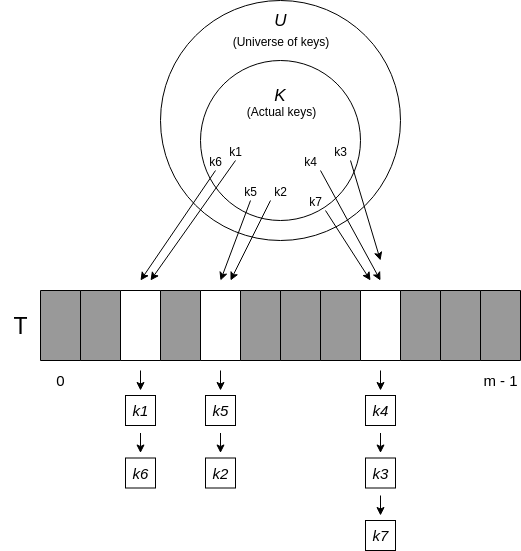 U
(Universe of keys)
K
(Actual keys)
k6 k1 k4 k3
k5 k2 k7
T
0 m - 1
k1 k5 k4
k6 k2 k3
k7